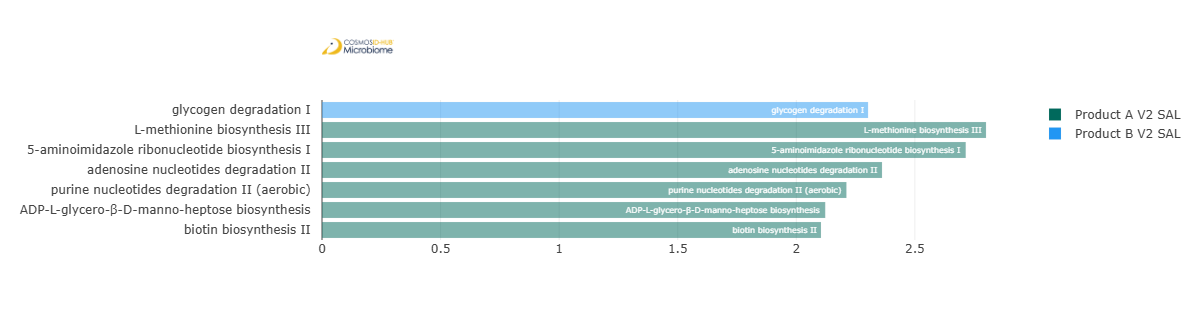 COSMOSID-HUB
Microbiome
glycogen degradation I
glycogen degradation I
L-methionine biosynthesis III
L-methionine biosynthesis III
5-aminoimidazole ribonucleotide biosynthesis I
5-aminoimidazole ribonucleotide biosynthesis I
adenosine nucleotides degradation II
adenosine nucleotides degradation II
purine nucleotides degradation II (aerobic)
purine nucleotides degradation II (aerobic)
ADP-L-glycero-β-D-manno-heptose biosynthesis
ADP-L-glycero-β-D-manno-heptose biosynthesis
biotin biosynthesis II
biotin biosynthesis II
0 0.5 1 1.5 2 2.5
Product A V2 SAL
Product B V2 SAL